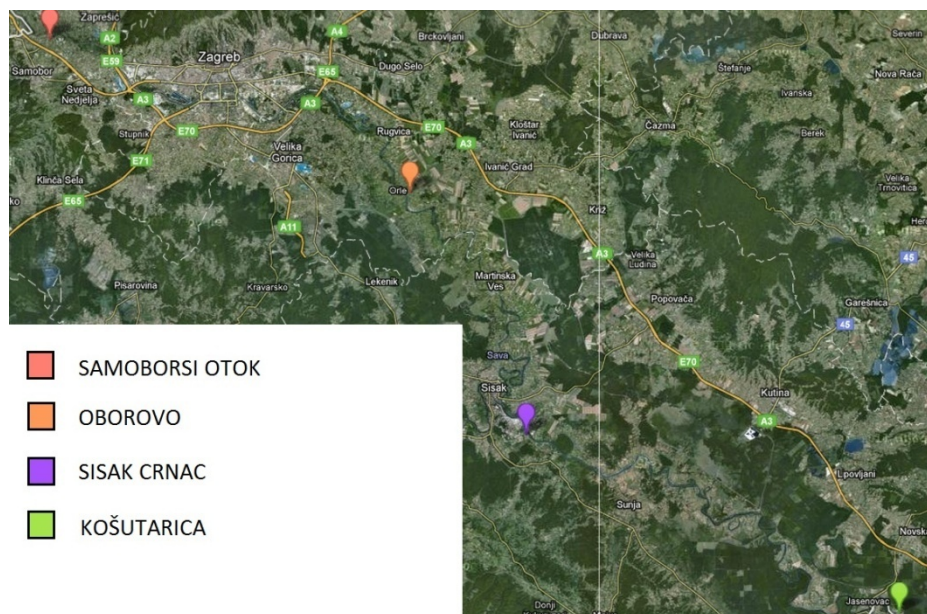 Zaprešić
A2
E59
Samobor
Sveta
Nedjelja
A3
Stupnik
E70
E71
Klinča Sela
E65
Zagreb
A4
E65
A3
Brckovljani
Dugo Selo
Rugvica
E70
A3
Velika
Gorica
Orle
A11
Pisarovina
Kravarsko
Lekenik
Dubrava
Štefanje
Severin
Nova Rača
Ivanska
Kloštar
Ivanić
Čazma
Berek
Ivanić Grad
Velika
Trnovitica
Križ
A3
Velika
Ludina
45
Martinska
Ves
Popovača
Garešnica
45
Sava
Sisak
E70
Kutina
A3
Lipovljani
Sunja
Novska
Jasenovac
Donji
SAMOBORSI OTOK
OBOROVO
SISAK CRNAC
KOŠUTARICA